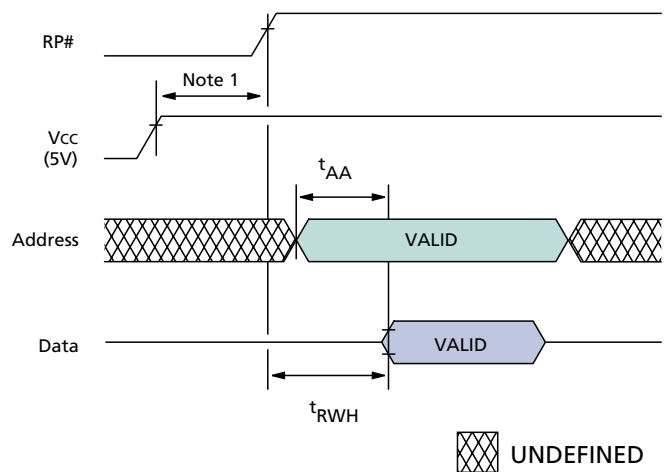 RP#
Note 1
VCC
(5V)
tAA
Address
VALID
Data
VALID
tRWH
UNDEFINED